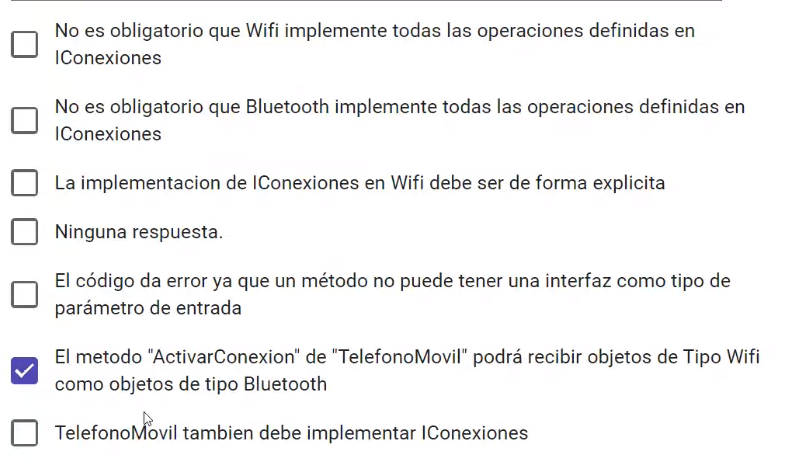 No es obligatorio que Wifi implemente todas las operaciones definidas en
IConexiones
No es obligatorio que Bluetooth implemente todas las operaciones definidas en
IConexiones
La implementacion de IConexiones en Wifi debe ser de forma explicita
Ninguna respuesta.
El código da error ya que un método no puede tener una interfaz como tipo de
parámetro de entrada
El metodo "ActivarConexion" de "TelefonoMovil" podrá recibir objetos de Tipo Wifi
como objetos de tipo Bluetooth
TelefonoMovil tambien debe implementar IConexiones